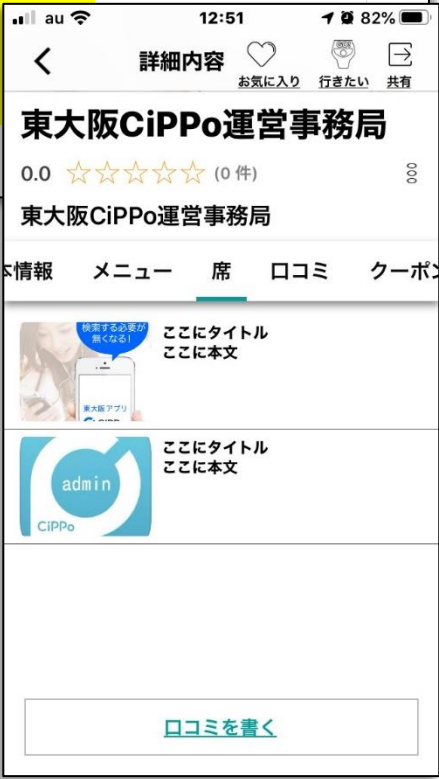 au 12:51 82%
詳細内容
お気に入り 行きたい 共有
東大阪CiPPo運営事務局
0.0 ☆☆☆☆☆ (0 件)
東大阪CiPPo運営事務局
本情報 メニュー 席 口コミ クーポン
検索する必要が
無くなる!
東大阪アプリ
CiPPo
ここにタイトル
ここに本文
admin
CiPPo
ここにタイトル
ここに本文
口コミを書く